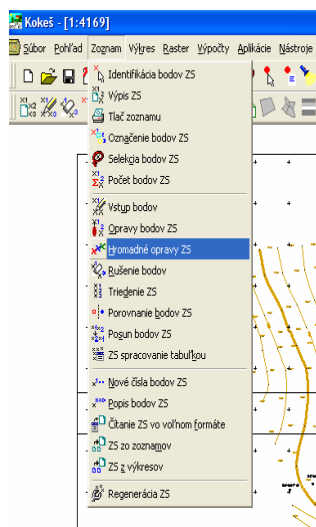 Kokeš - [1:4169]
Súbor Pohľad Zoznam Výkres Raster Výpočty Aplikácie Nástroje
Identifikácia bodov ZS
Výpis ZS
Tlač zoznamu
Označenie bodov ZS
Selekcia bodov ZS
Počet bodov ZS
Vstup bodov
Opravy bodov ZS
Hromadné opravy ZS
Rušenie bodov
Triedenie ZS
Porovnanie bodov ZS
Posun bodov ZS
ZS spracovanie tabuľkou
Nové čísla bodov ZS
Popis bodov ZS
Čítanie ZS vo voľnom formáte
ZS zo zoznamov
ZS z výkresov
Regenerácia ZS